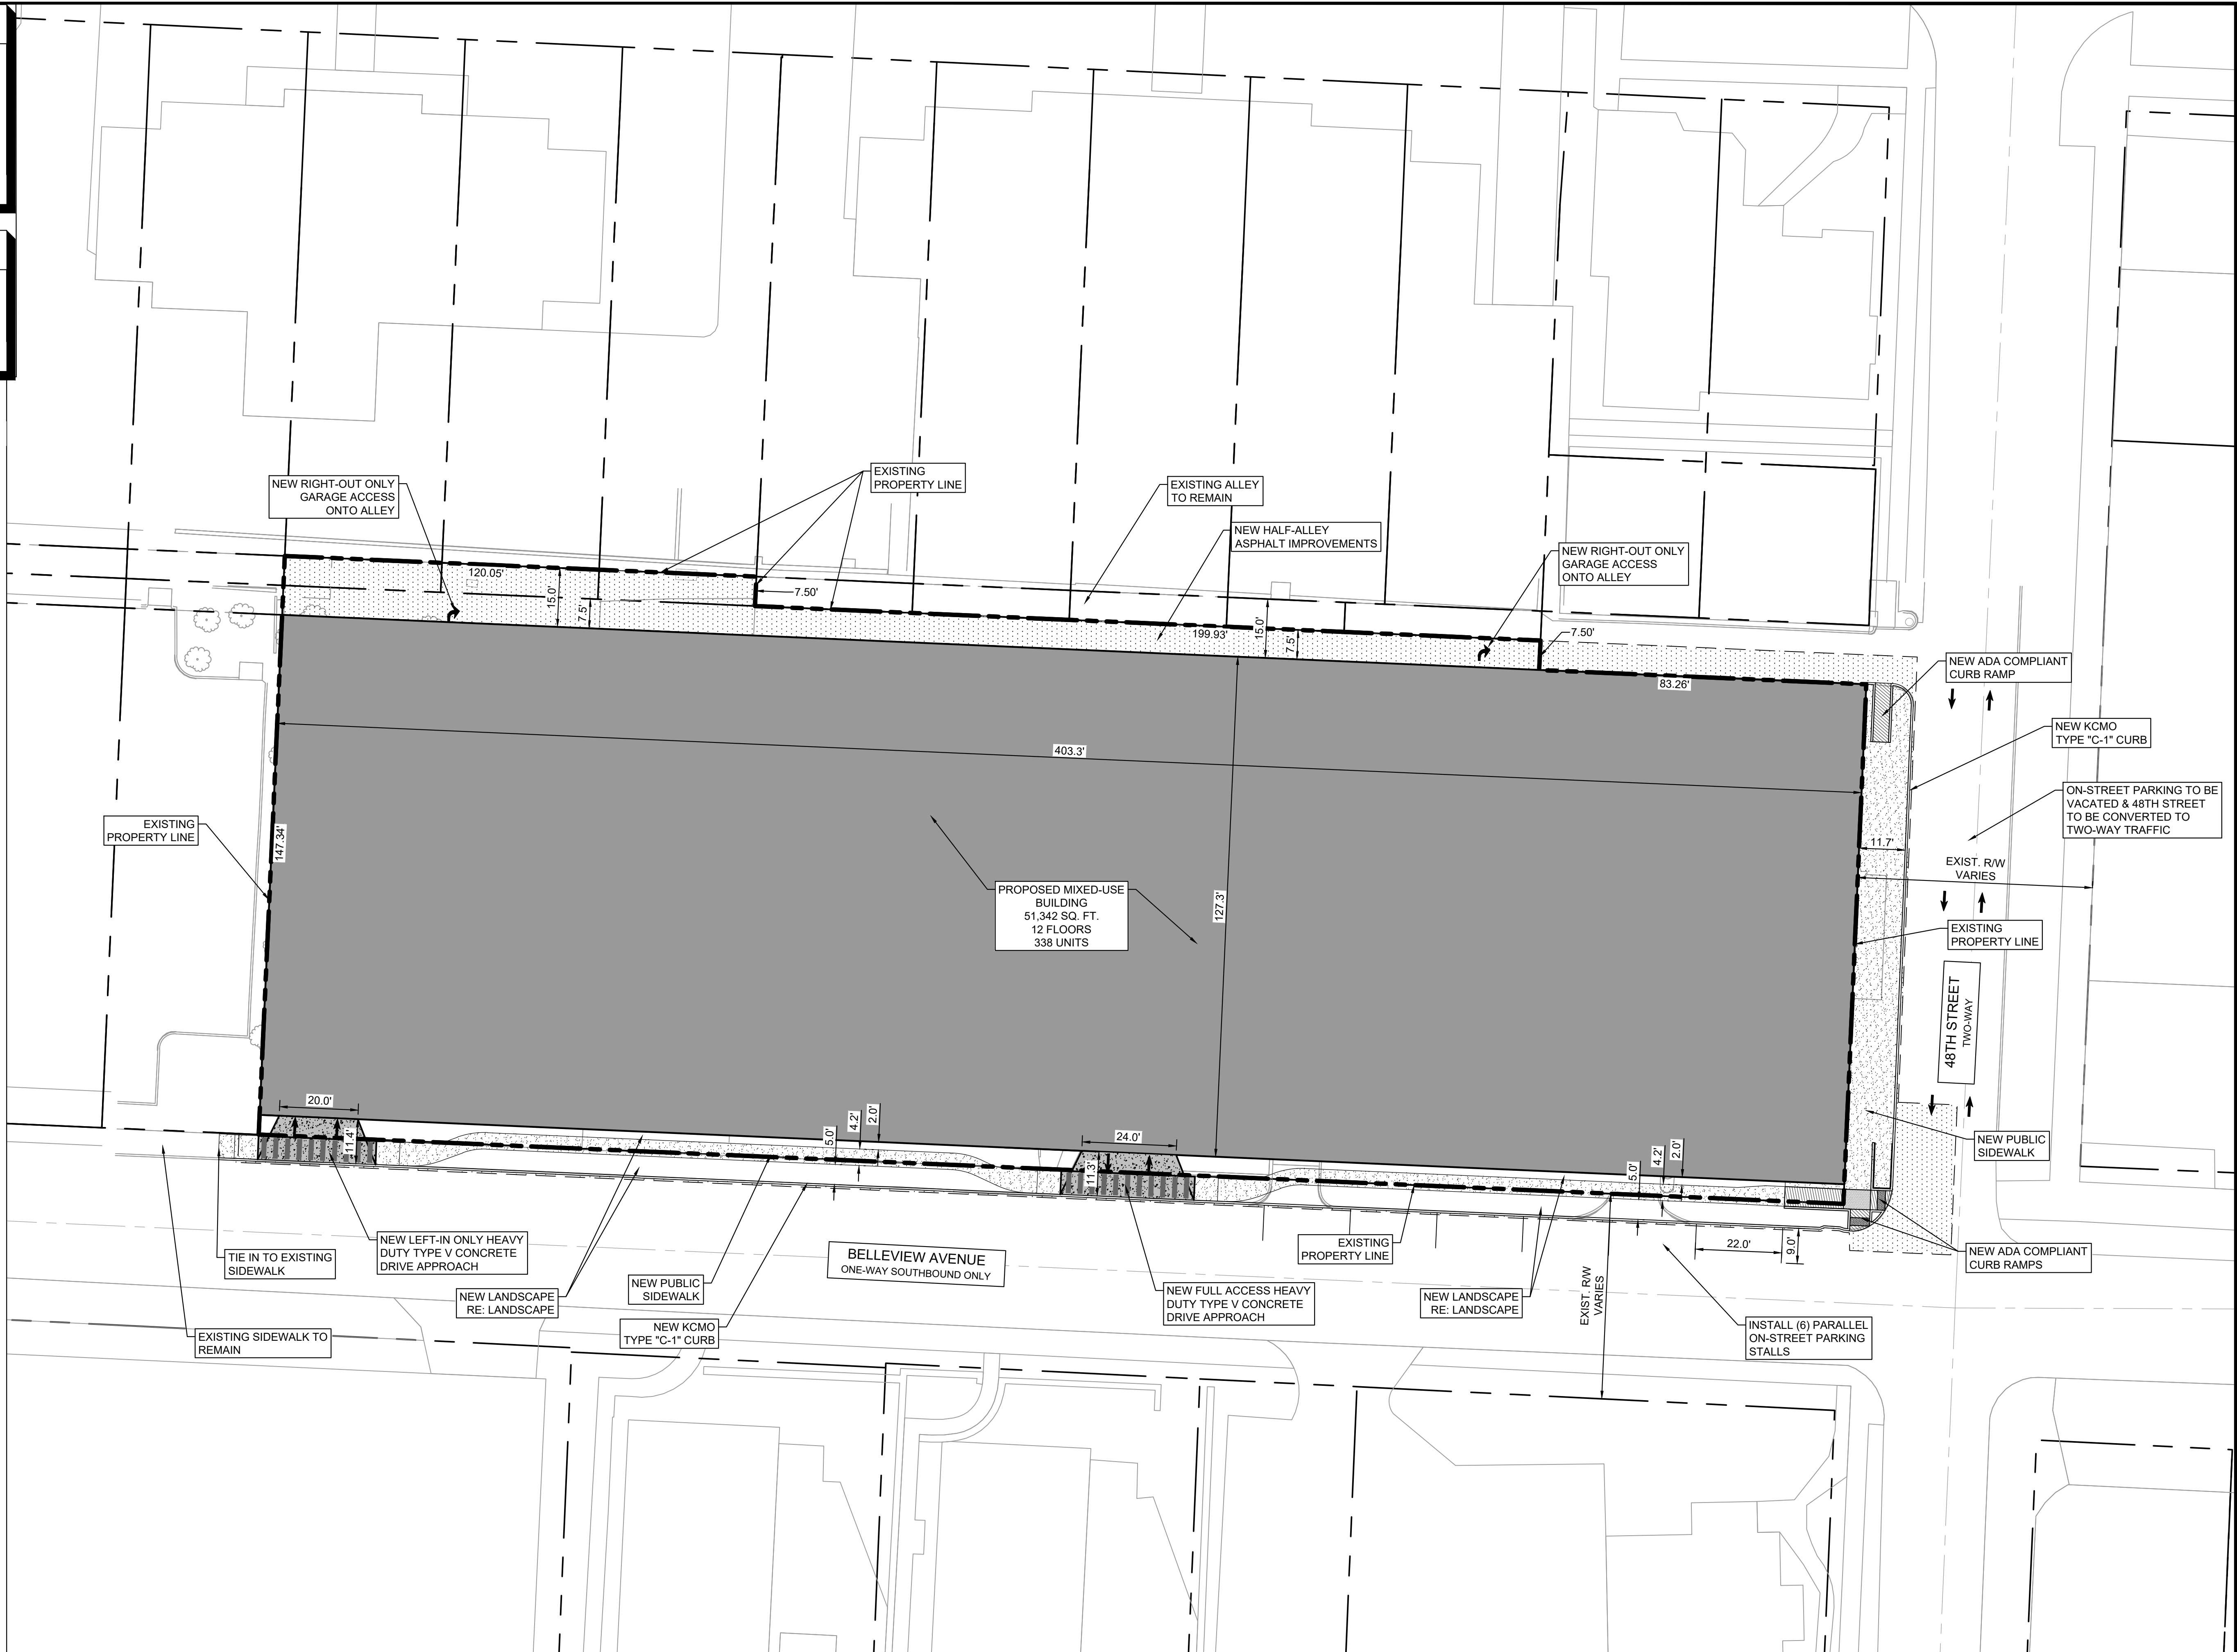 EXISTING
PROPERTY LINE
NEW RIGHT-OUT ONLY
GARAGE ACCESS
ONTO ALLEY
EXISTING ALLEY
TO REMAIN
NEW HALF-ALLEY
ASPHALT IMPROVEMENTS
NEW RIGHT-OUT ONLY
GARAGE ACCESS
ONTO ALLEY
120.05'
15.0'
7.5'
7.50'
199.93'
15.0'
7.5'
7.50'
83.26'
NEW ADA COMPLIANT
CURB RAMP
NEW KCMO
TYPE "C-1" CURB
403.3'
ON-STREET PARKING TO BE
VACATED & 48TH STREET
TO BE CONVERTED TO
TWO-WAY TRAFFIC
EXISTING
PROPERTY LINE
147.34'
11.7'
EXIST. R/W
VARIES
PROPOSED MIXED-USE
BUILDING
51,342 SQ. FT.
12 FLOORS
338 UNITS
127.3'
EXISTING
PROPERTY LINE
48TH STREET
TWO-WAY
20.0'
11.4'
5.0'
4.2'
2.0'
24.0'
11.3'
5.0'
4.2'
2.0'
NEW PUBLIC
SIDEWALK
TIE IN TO EXISTING
SIDEWALK
NEW LEFT-IN ONLY HEAVY
DUTY TYPE V CONCRETE
DRIVE APPROACH
BELLEVIEW AVENUE
ONE-WAY SOUTHBOUND ONLY
EXISTING
PROPERTY LINE
22.0'
9.0'
NEW ADA COMPLIANT
CURB RAMPS
NEW LANDSCAPE
RE: LANDSCAPE
NEW PUBLIC
SIDEWALK
NEW FULL ACCESS HEAVY
DUTY TYPE V CONCRETE
DRIVE APPROACH
NEW LANDSCAPE
RE: LANDSCAPE
EXIST. R/W
VARIES
EXISTING SIDEWALK TO
REMAIN
NEW KCMO
TYPE "C-1" CURB
INSTALL (6) PARALLEL
ON-STREET PARKING
STALLS